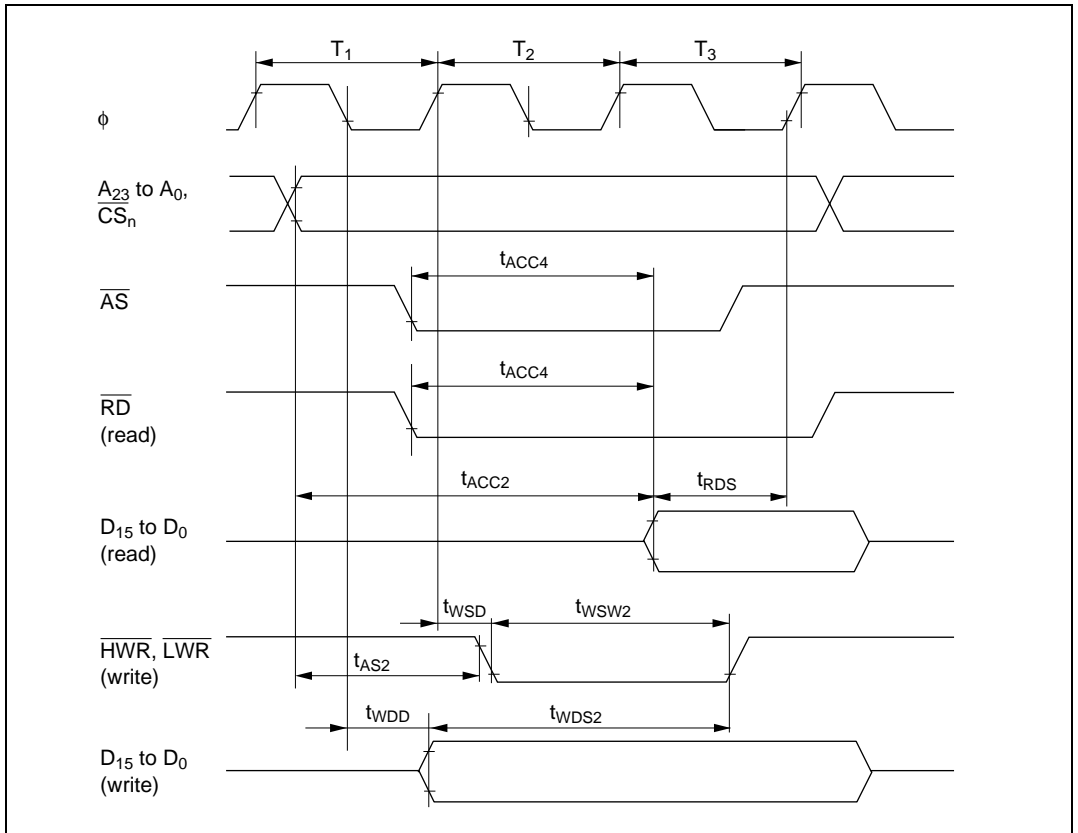 T1 T2 T3
ϕ
A23 to A0,
CSn
tACC4
AS
tACC4
RD
(read)
tACC2 tRDS
D15 to D0
(read)
tWSD tWSW2
HWR, LWR
(write)
tAS2
tWDD tWDS2
D15 to D0
(write)